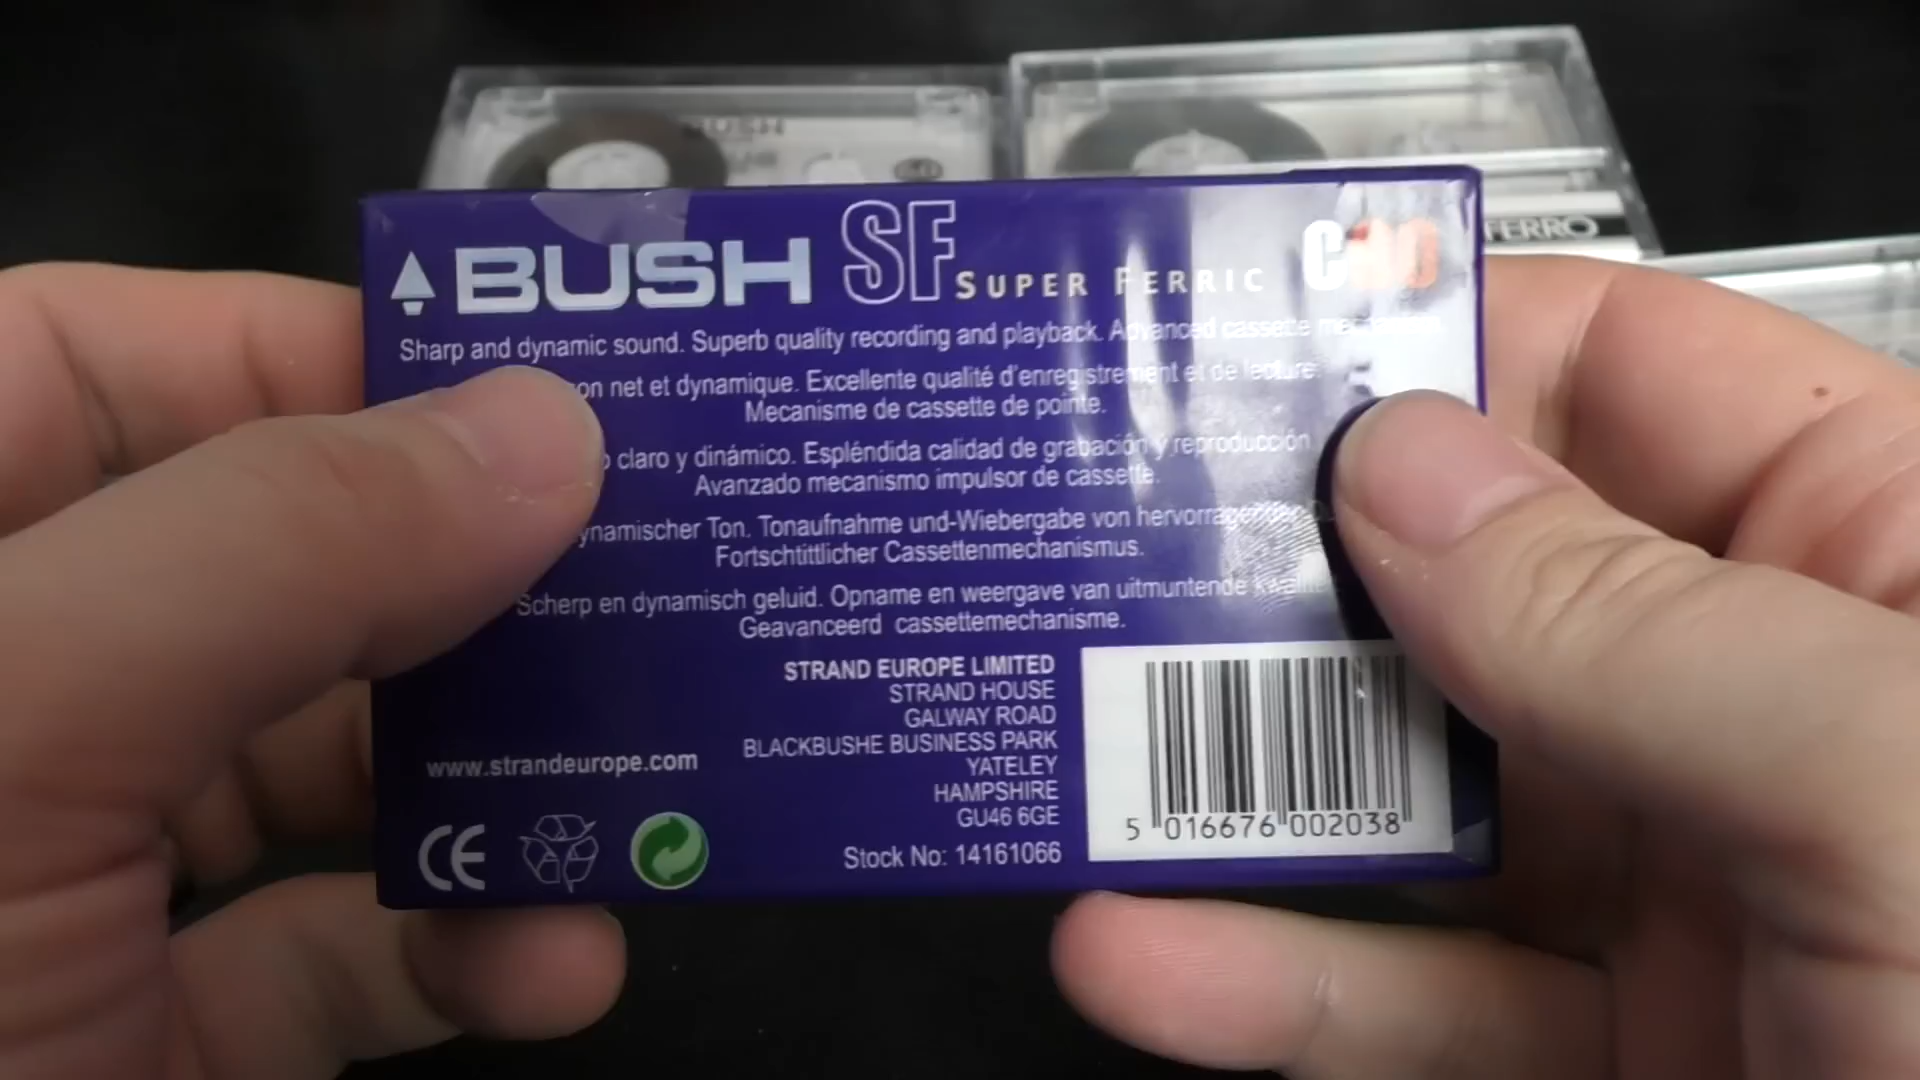 BUSH
FERRO
BUSH SF SUPER FERRIC
Sharp and dynamic sound. Superb quality recording and playback. Advanced cassette
on net et dynamique. Excellente qualité d'enregistrement et de lecture.
Mecanisme de cassette de pointe.
claro y dinámico. Espléndida calidad de grabación y reproducción
Avanzado mecanismo impulsor de cassette.
ynamischer Ton. Tonaufnahme und-Wiebergabe von hervorragender
Fortschtittlicher Cassettenmechanismus.
Scherp en dynamisch geluid. Opname en weergave van uitmuntende
Geavanceerd cassettemechanisme.
STRAND EUROPE LIMITED
STRAND HOUSE
GALWAY ROAD
BLACKBUSHE BUSINESS PARK
YATELEY
HAMPSHIRE
GU46 6GE
www.strandeurope.com
Stock No: 14161066
CE
5 016676 002038